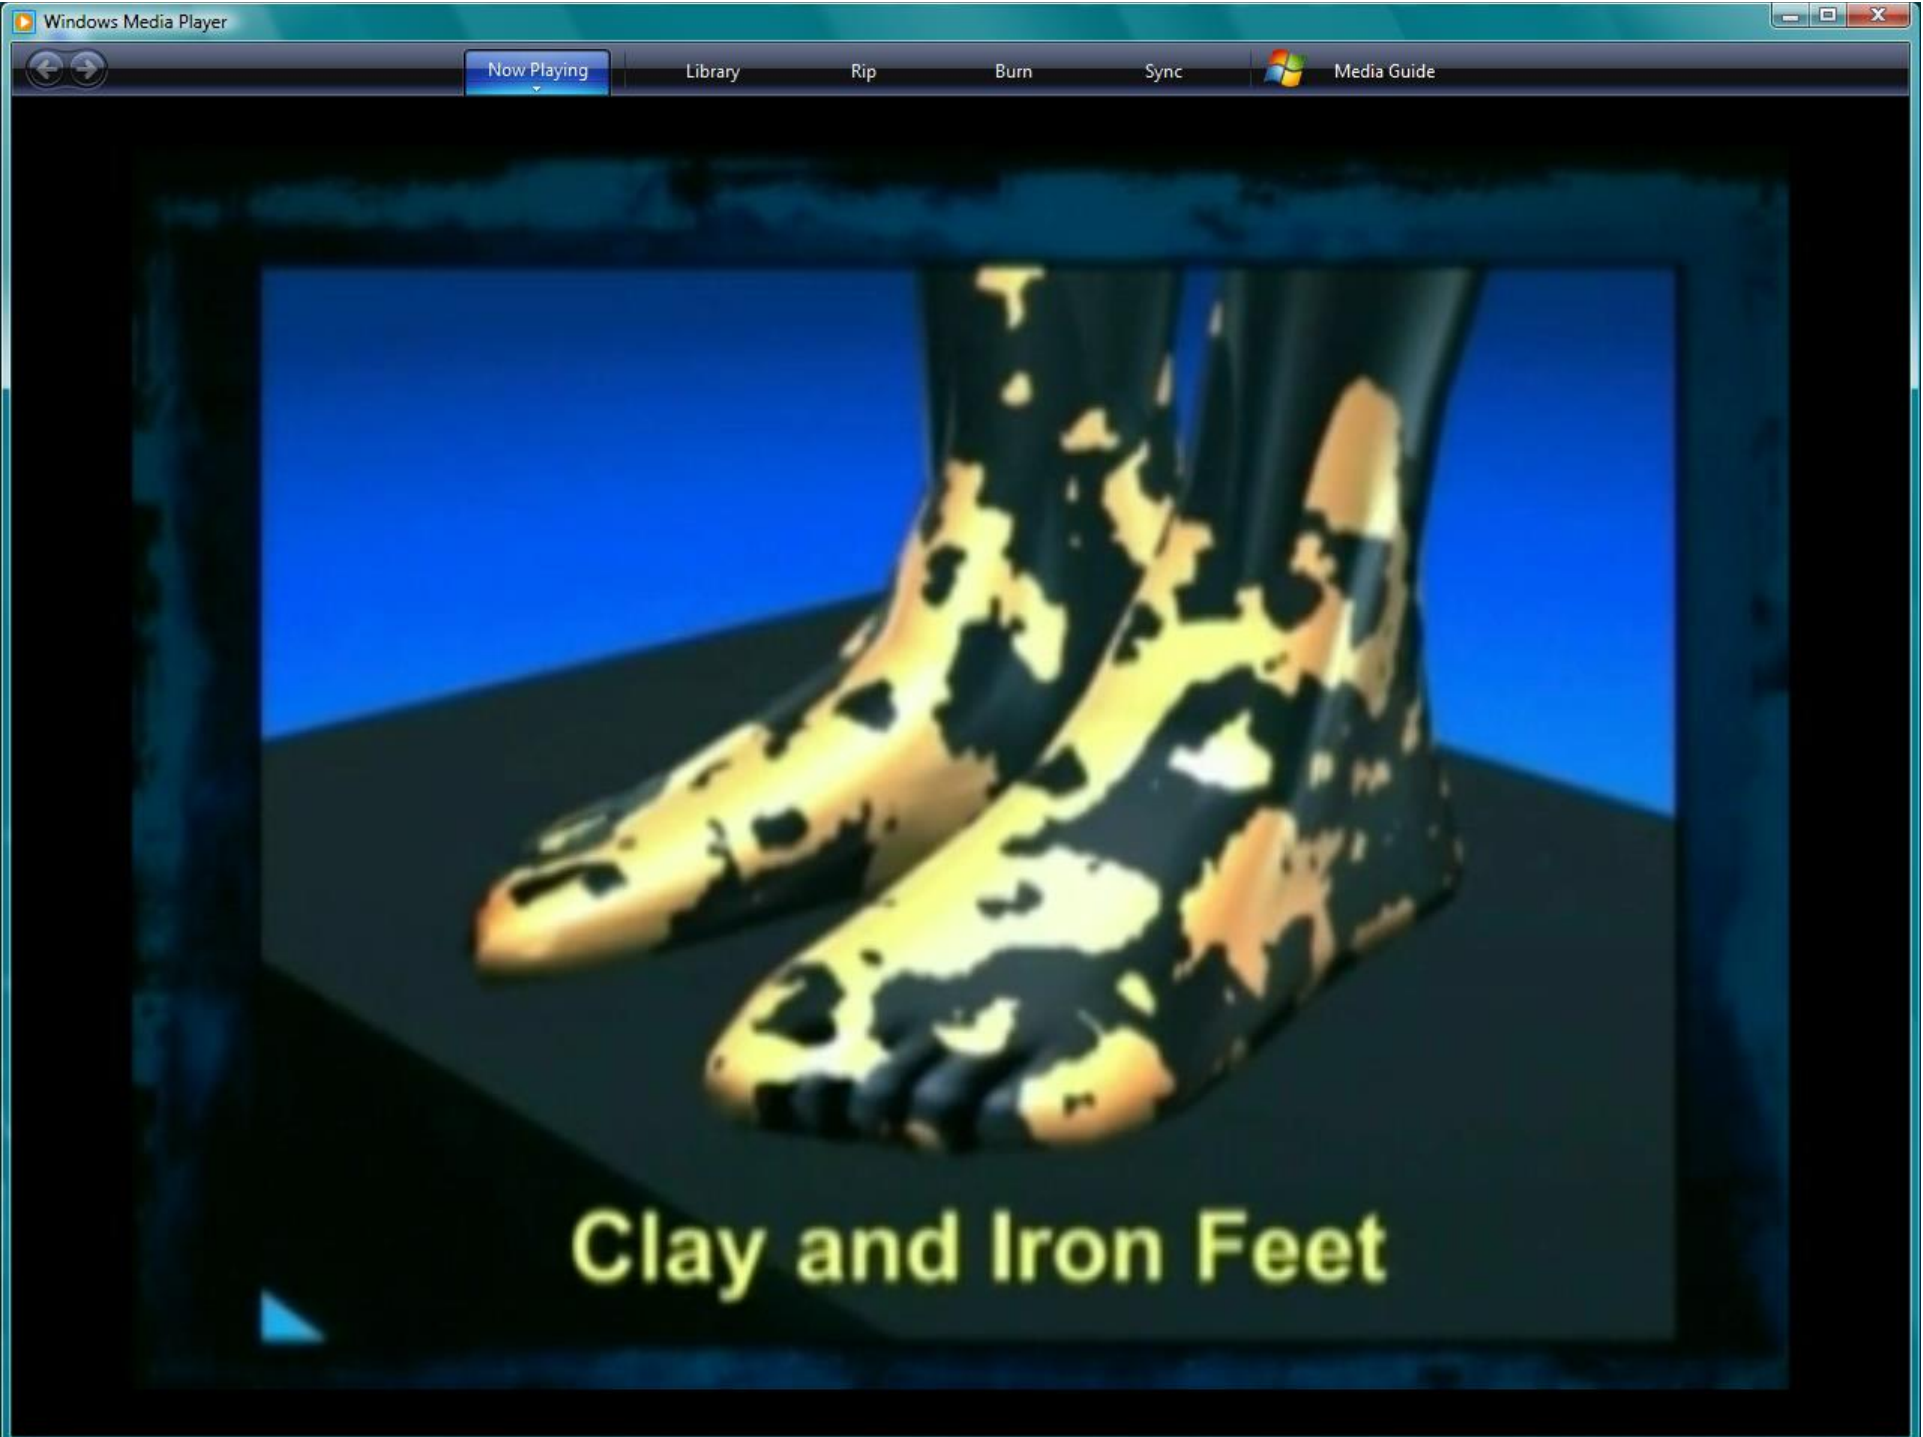 Windows Media Player
Now Playing Library Rip Burn Sync Media Guide
Clay and Iron Feet